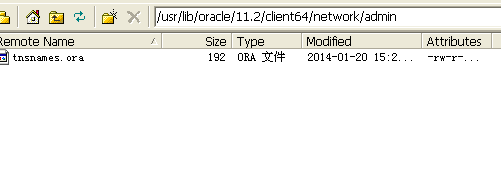 /usr/lib/oracle/11.2/client64/network/admin
Remote Name / Size Type Modified Attributes
tnsnames.ora 192 ORA 文件 2014-01-20 15:2... -rw-r-...